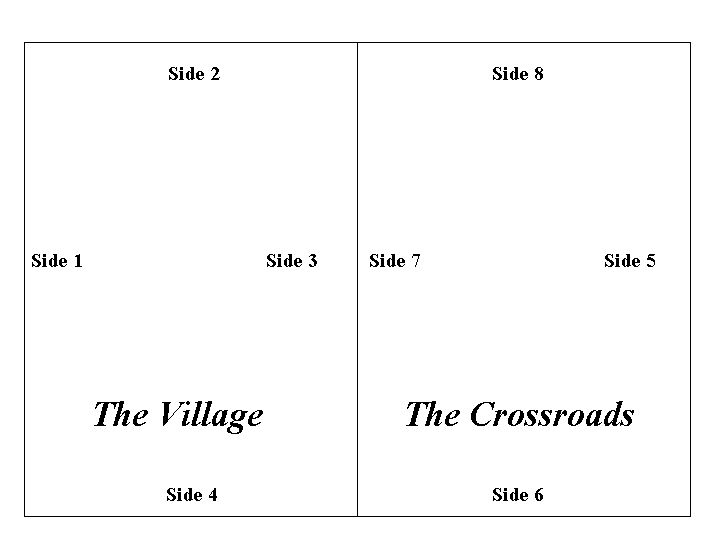 Side 2
Side 8
Side 1
Side 3
Side 7
Side 5
The Village
The Crossroads
Side 4
Side 6